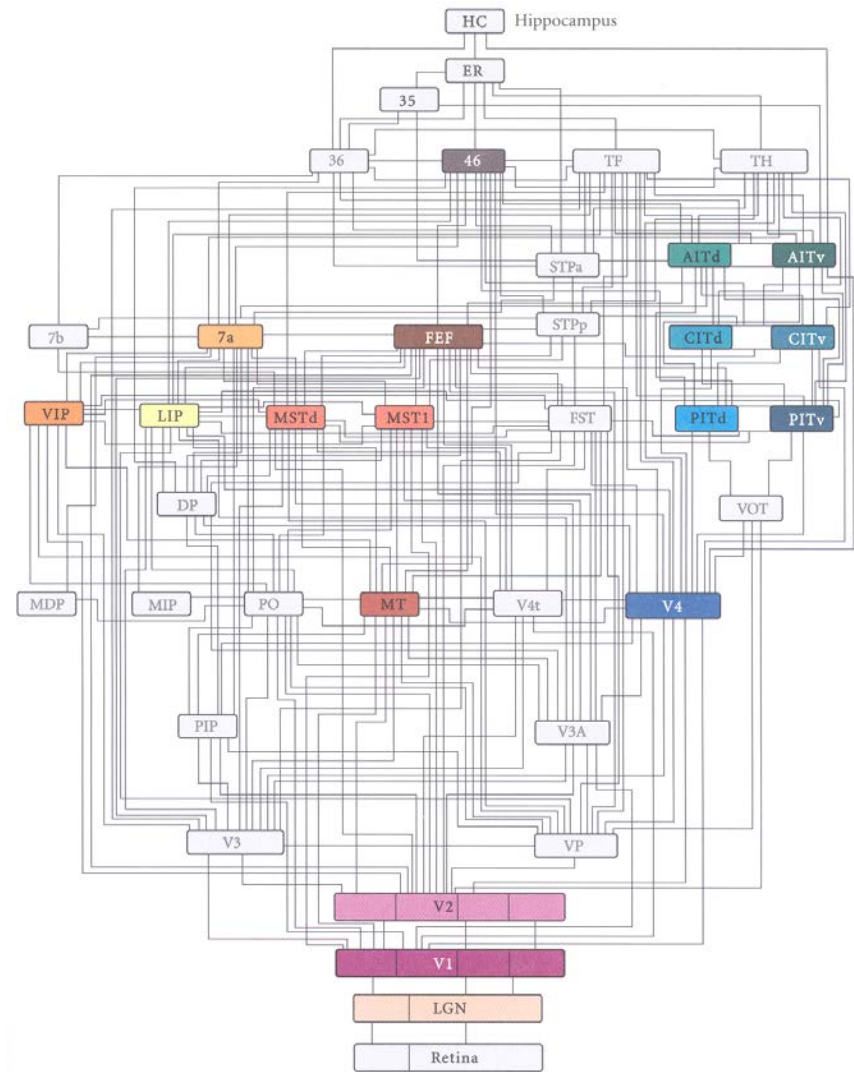 HC Hippocampus
ER
35
36 46 TF TH
AITd AITv
STPa
STPp
7b 7a FEF CITd CITv
VIP LIP MSTd MST1 FST PITd PITv
DP VOT
MDP MIP PO MT V4t V4
PIP V3A
V3 VP
V2
V1
LGN
Retina